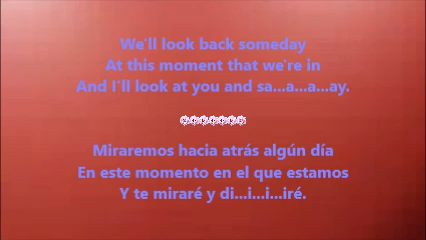 We'll look back someday
At this moment that we're in
And I'll look at you and sa...a...a...ay.
Miraremos hacia atrás algún día
En este momento en el que estamos
Y te miraré y di...i...i...iré.